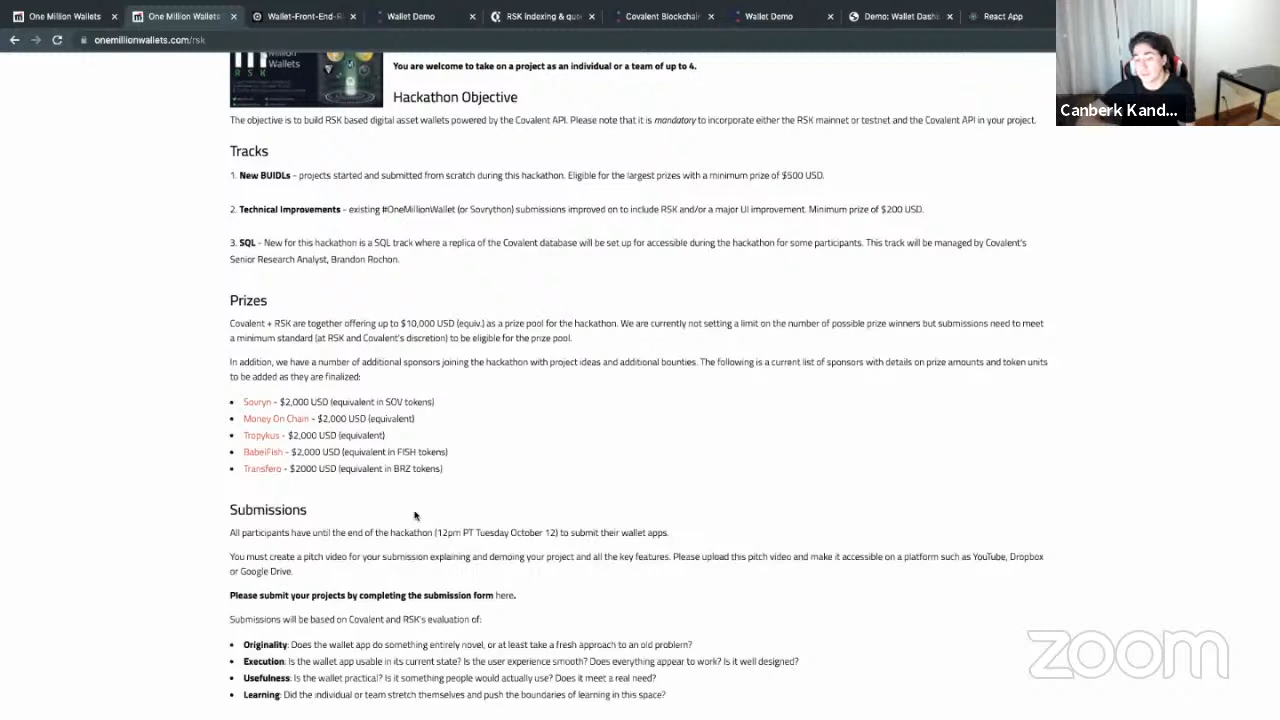 One Million Wallets
One Million Wallets
Wallet-Front-End-R
Wallet Demo
RSK Indexing & que
Covalent Blockchain
Wallet Demo
Demo: Wallet Dashb
React App
onemillionwallets.com/rsk
Wallets
RSK
You are welcome to take on a project as an individual or a team of up to 4.
Hackathon Objective
The objective is to build RSK based digital asset wallets powered by the Covalent API. Please note that it is mandatory to incorporate either the RSK mainnet or testnet and the Covalent API in your project.
Tracks
1. New BUIDLs - projects started and submitted from scratch during this hackathon. Eligible for the largest prizes with a minimum prize of $500 USD.
2. Technical Improvements - existing #OneMillionWallet (or Sovrython) submissions improved on to include RSK and/or a major UI improvement. Minimum prize of $200 USD.
3. SQL - New for this hackathon is a SQL track where a replica of the Covalent database will be set up for accessible during the hackathon for some participants. This track will be managed by Covalent's
Senior Research Analyst, Brandon Rochon.
Prizes
Covalent + RSK are together offering up to $10,000 USD (equiv.) as a prize pool for the hackathon. We are currently not setting a limit on the number of possible prize winners but submissions need to meet
a minimum standard (at RSK and Covalent's discretion) to be eligible for the prize pool.
In addition, we have a number of additional sponsors joining the hackathon with project ideas and additional bounties. The following is a current list of sponsors with details on prize amounts and token units
to be added as they are finalized:
• Sovryn - $2,000 USD (equivalent in SOV tokens)
• Money On Chain - $2,000 USD (equivalent)
• Tropykus - $2,000 USD (equivalent)
• BabelFish - $2,000 USD (equivalent in FISH tokens)
• Transfero - $2000 USD (equivalent in BRZ tokens)
Submissions
All participants have until the end of the hackathon (12pm PT Tuesday October 12) to submit their wallet apps.
You must create a pitch video for your submission explaining and demoing your project and all the key features. Please upload this pitch video and make it accessible on a platform such as YouTube, Dropbox
or Google Drive.
Please submit your projects by completing the submission form here.
Submissions will be based on Covalent and RSK's evaluation of:
• Originality: Does the wallet app do something entirely novel, or at least take a fresh approach to an old problem?
• Execution: Is the wallet app usable in its current state? Is the user experience smooth? Does everything appear to work? Is it well designed?
• Usefulness: Is the wallet practical? Is it something people would actually use? Does it meet a real need?
• Learning: Did the individual or team stretch themselves and push the boundaries of learning in this space?
Canberk Kand...
zoom